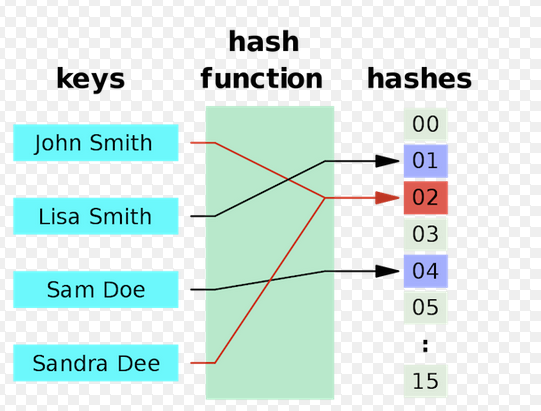 hash
keys function hashes
John Smith
Lisa Smith
Sam Doe
Sandra Dee
00
01
02
03
04
05
:
15